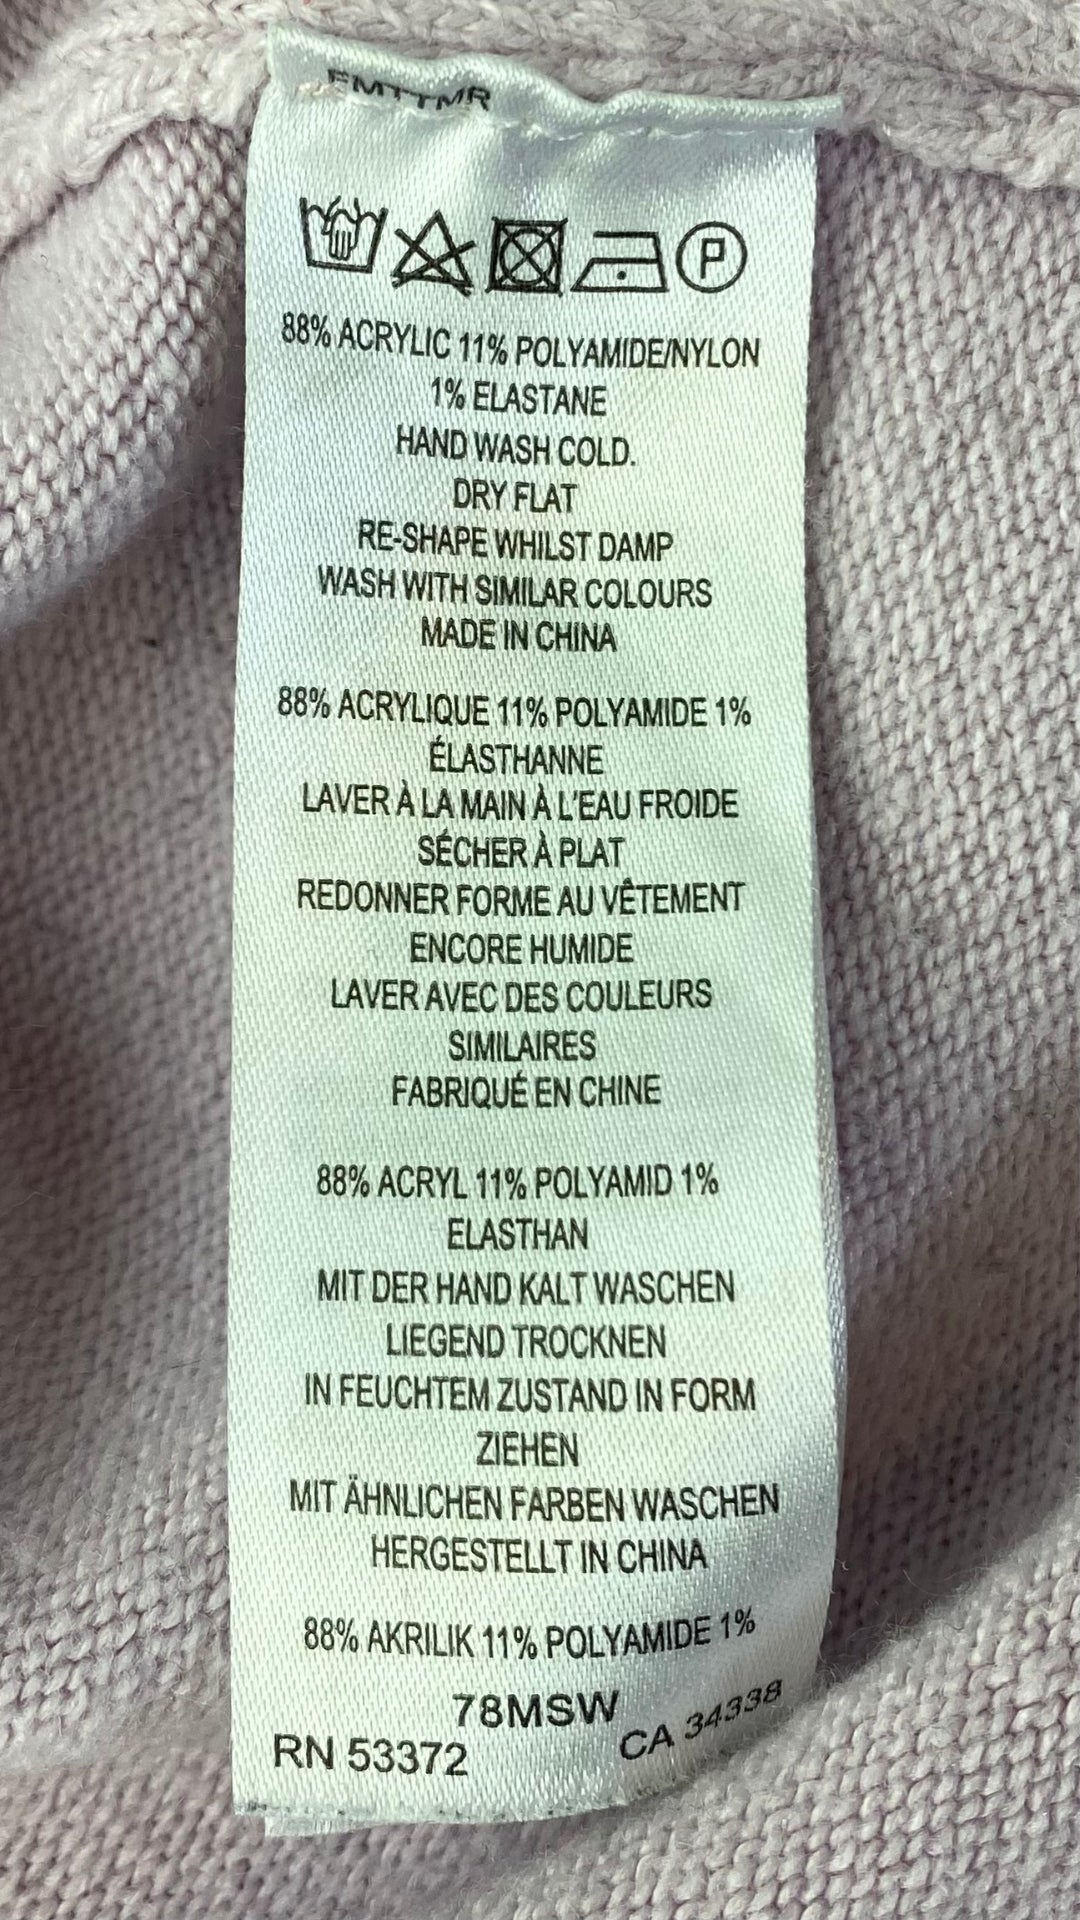 P
88% ACRYLIC 11% POLYAMIDE/NYLON
1% ELASTANE
HAND WASH COLD.
DRY FLAT
RE-SHAPE WHILST DAMP
WASH WITH SIMILAR COLOURS
MADE IN CHINA
88% ACRYLIQUE 11% POLYAMIDE 1%
ÉLASTHANNE
LAVER À LA MAIN À L'EAU FROIDE
SÉCHER À PLAT
REDONNER FORME AU VÊTEMENT
ENCORE HUMIDE
LAVER AVEC DES COULEURS
SIMILAIRES
FABRIQUÉ EN CHINE
88% ACRYL 11% POLYAMID 1%
ELASTHAN
MIT DER HAND KALT WASCHEN
LIEGEND TROCKNEN
IN FEUCHTEM ZUSTAND IN FORM
ZIEHEN
MIT ÄHNLICHEN FARBEN WASCHEN
HERGESTELLT IN CHINA
88% AKRILIK 11% POLYAMIDE 1%
78MSW
RN 53372 CA 34338